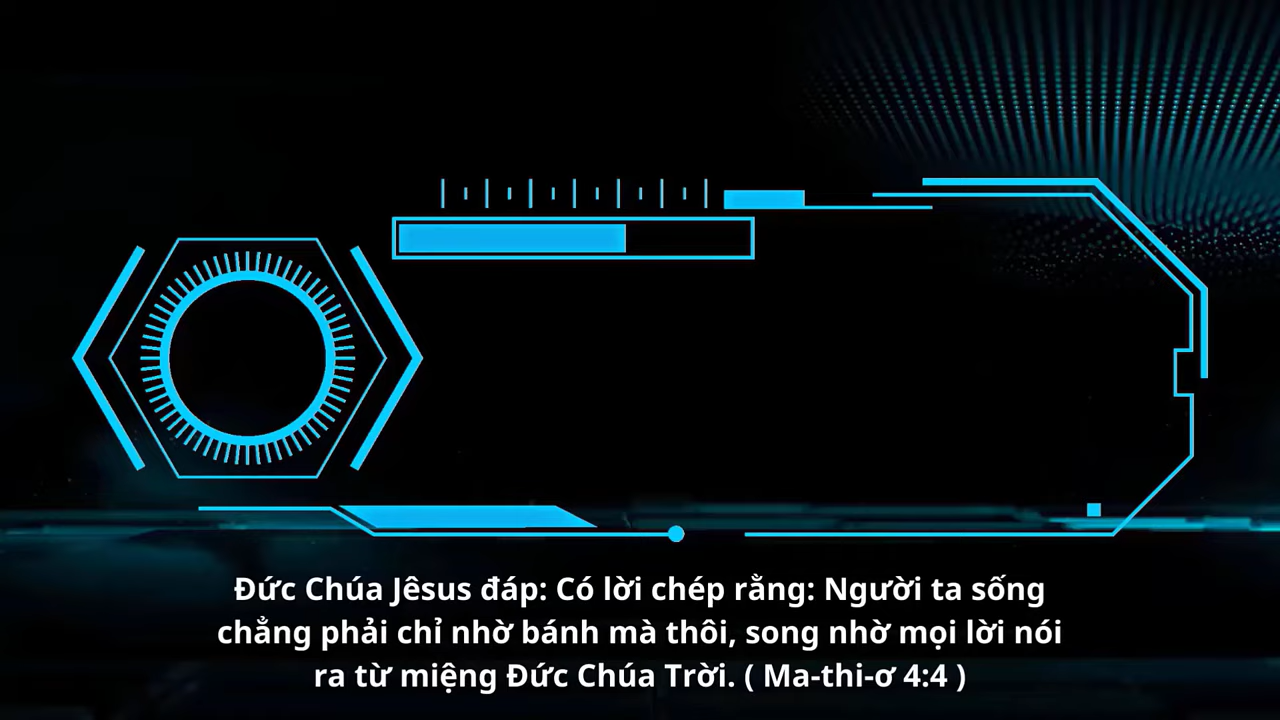 Đức Chúa Jêsus đáp: Có lời chép rằng: Người ta sống
chẳng phải chỉ nhờ bánh mà thôi, song nhờ mọi lời nói
ra từ miệng Đức Chúa Trời. ( Ma-thi-ơ 4:4 )